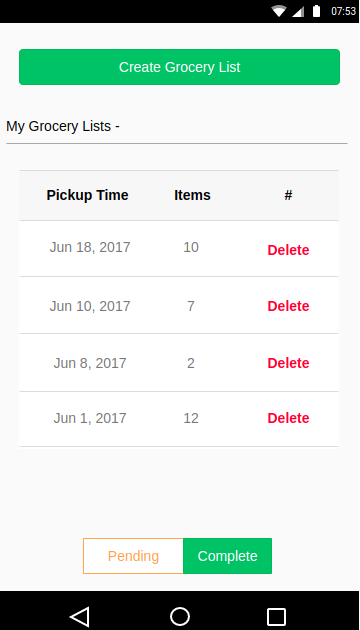 07:53
Create Grocery List
My Grocery Lists -
Pickup Time Items #
Jun 18, 2017 10 Delete
Jun 10, 2017 7 Delete
Jun 8, 2017 2 Delete
Jun 1, 2017 12 Delete
Pending Complete